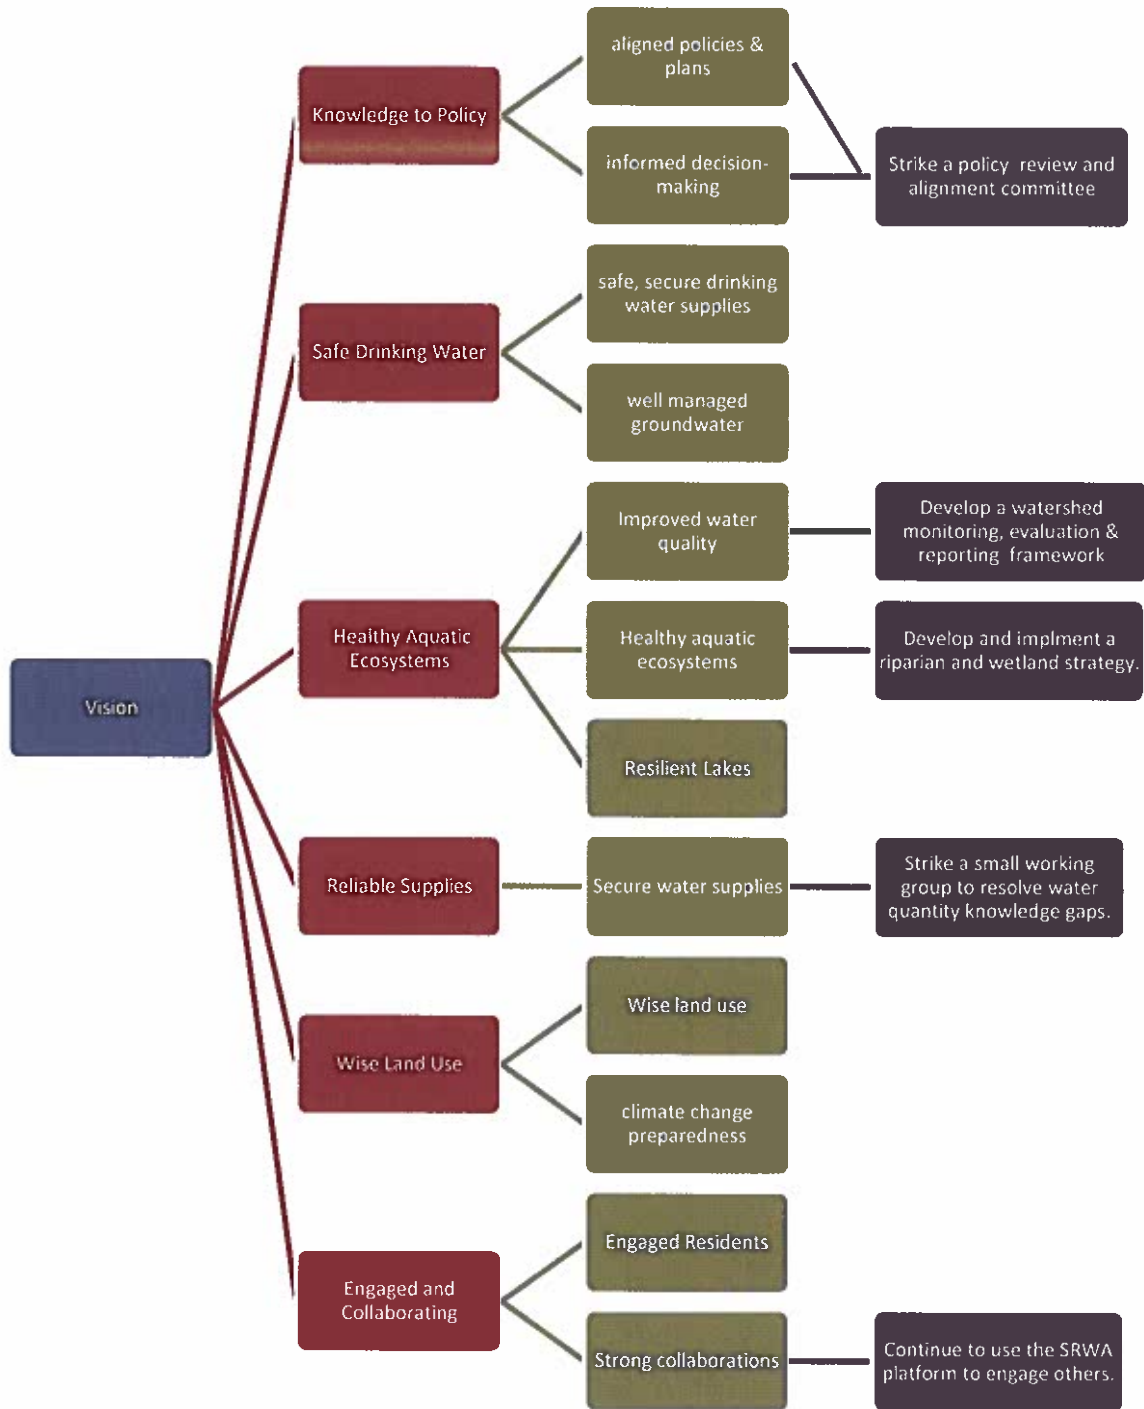 Vision
Knowledge to Policy
aligned policies &
plans
informed decision-
making
Strike a policy review and
alignment committee
Safe Drinking Water
safe, secure drinking
water supplies
well managed
groundwater
Healthy Aquatic
Ecosystems
Improved water
quality
Develop a watershed
monitoring, evaluation &
reporting framework
Healthy aquatic
ecosystems
Develop and implment a
riparian and wetland strategy.
Resilient Lakes
Reliable Supplies
Secure water supplies
Strike a small working
group to resolve water
quantity knowledge gaps.
Wise Land Use
Wise land use
climate change
preparedness
Engaged and
Collaborating
Engaged Residents
Strong collaborations
Continue to use the SRWA
platform to engage others.